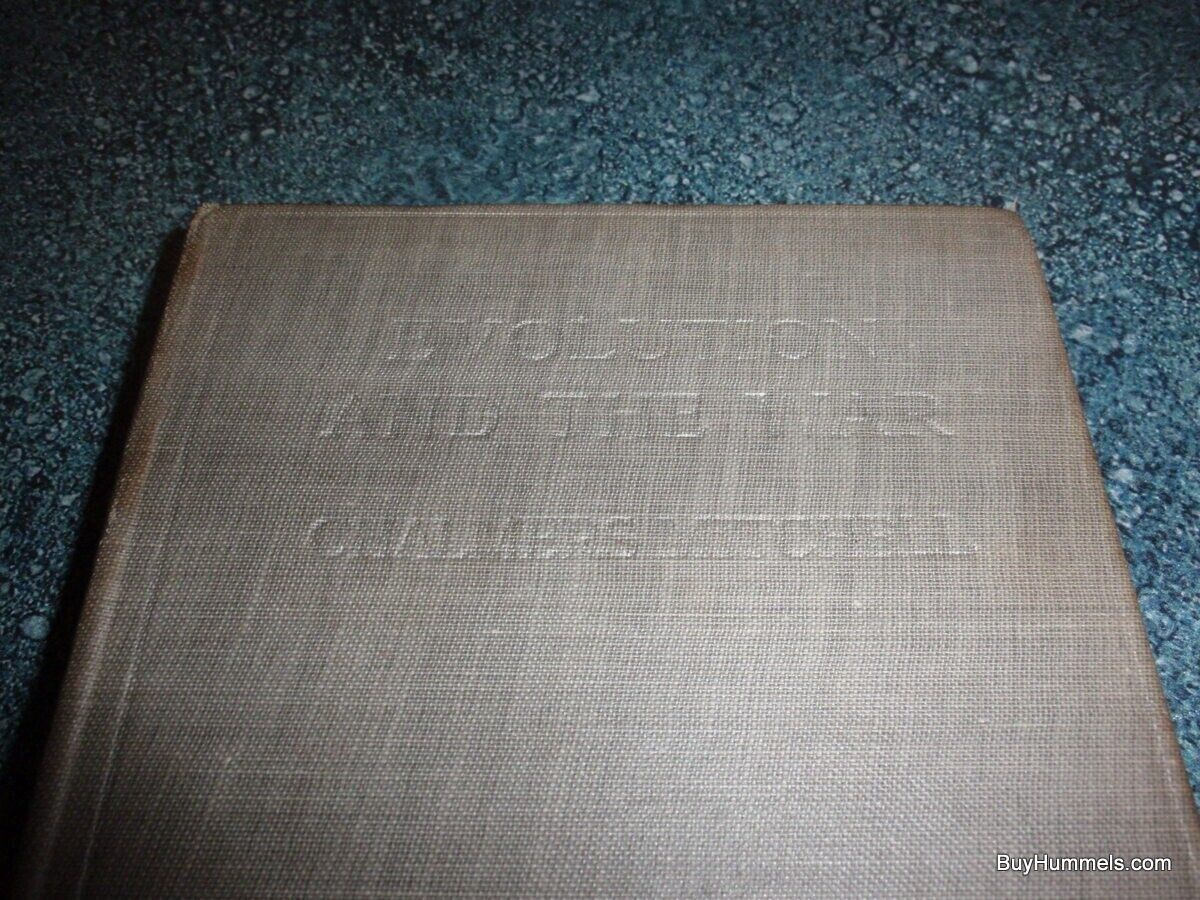 EVOLUTION
AND THE WAR
CHALMERS MITCHELL
BuyHummels.com